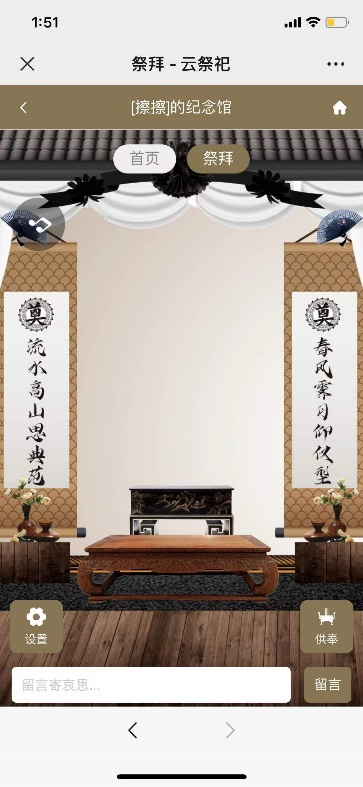 1:51
祭拜 - 云祭祀
[擦擦]的纪念馆
首页
祭拜
奠
流水高山思典范
奠
春风霁月仰仪型
设置
供奉
留言寄哀思...
留言